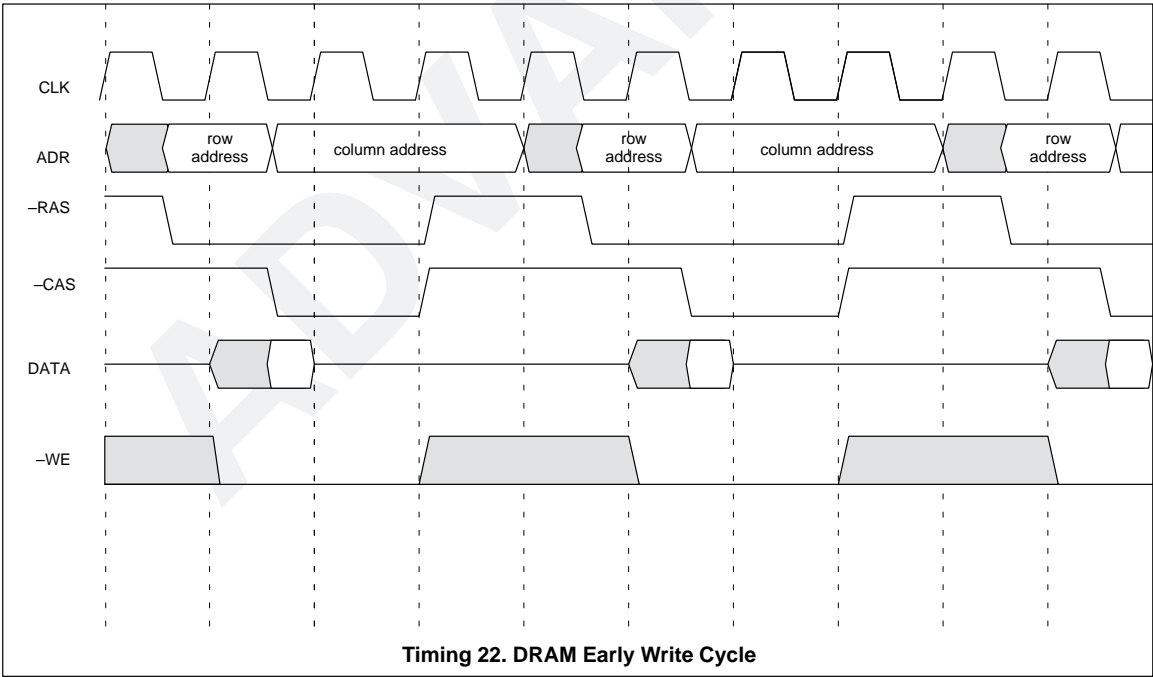 ADVAN
CLK
ADR
row address
column address
row address
column address
row address
–RAS
–CAS
DATA
–WE
Timing 22. DRAM Early Write Cycle